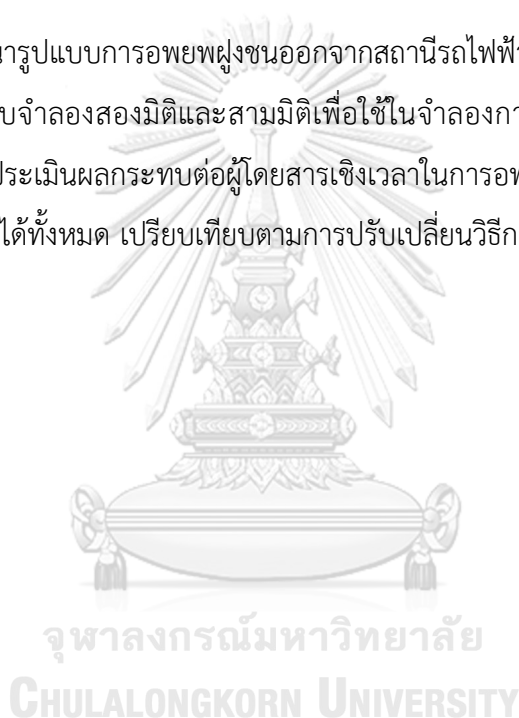 นารูปแบบการอพยพฝูงชนออกจากสถานีรถไฟฟ้า
บบจำลองสองมิติและสามมิติเพื่อใช้ในจำลองกา
ประเมินผลกระทบต่อผู้โดยสารเชิงเวลาในการอพ
ได้ทั้งหมด เปรียบเทียบตามการปรับเปลี่ยนวิธีก
จุฬาลงกรณ์มหาวิทยาลัย
CHULALONGKORN UNIVERSITY